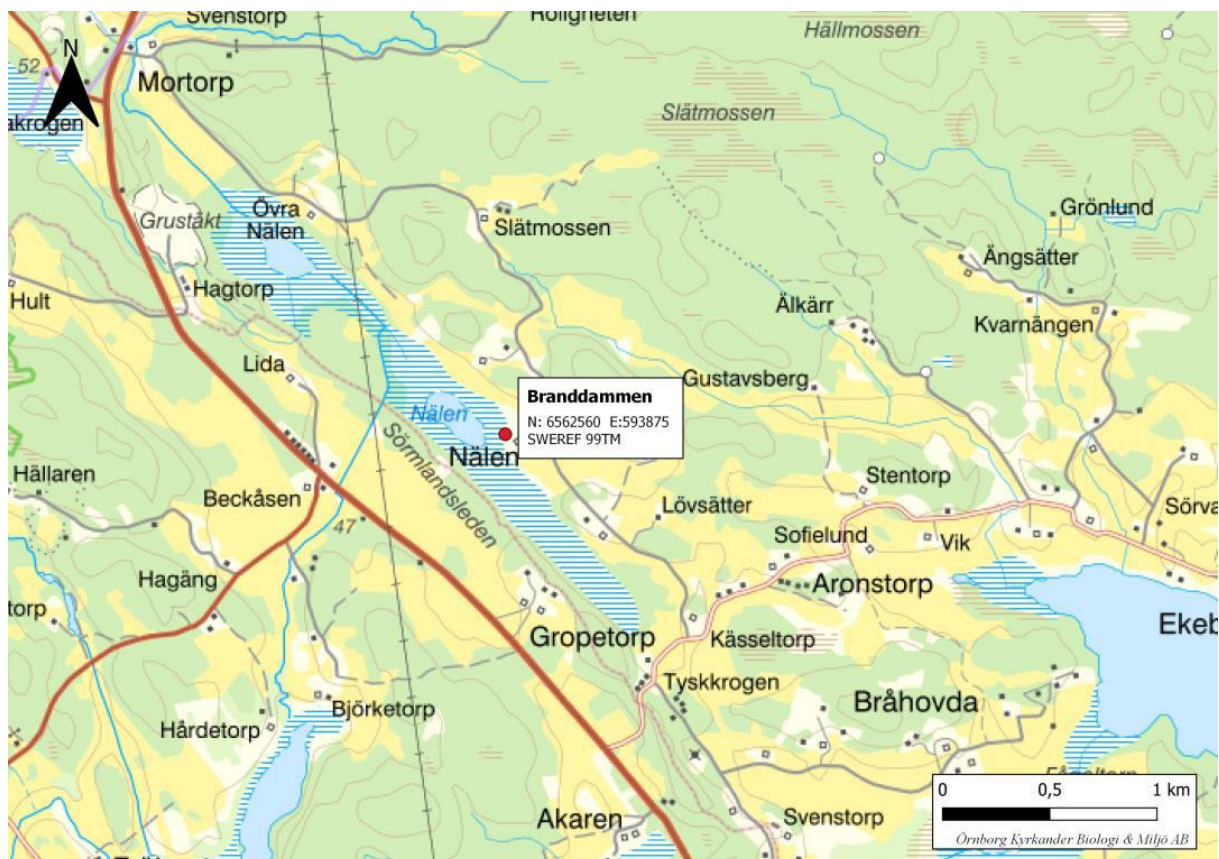 Svenstorp
Roligheten
Hällmossen
N
52
Mortorp
Slätmossen
akrogen
Grustäkt
Övra
Nälen
Slätmossen
Grönlund
Ängsätter
Hagtorp
Hult
Älkärr
Kvarnängen
Lida
Gustavsberg
Branddammen
N: 6562560 E:593875
SWEREF 99TM
Nälen
Nälen
Sörmlandsleden
Hällaren
Beckåsen
Stentorp
47
Lövsätter
Sörva
Sofielund
Vik
Hagäng
Aronstorp
torp
Gropetorp
Kässeltorp
Ekeb
Tyskkrogen
Björketorp
Bråhovda
Hårdetorp
0 0,5 1 km
Örnborg Kyrkander Biologi & Miljö AB
Akaren
Svenstorp